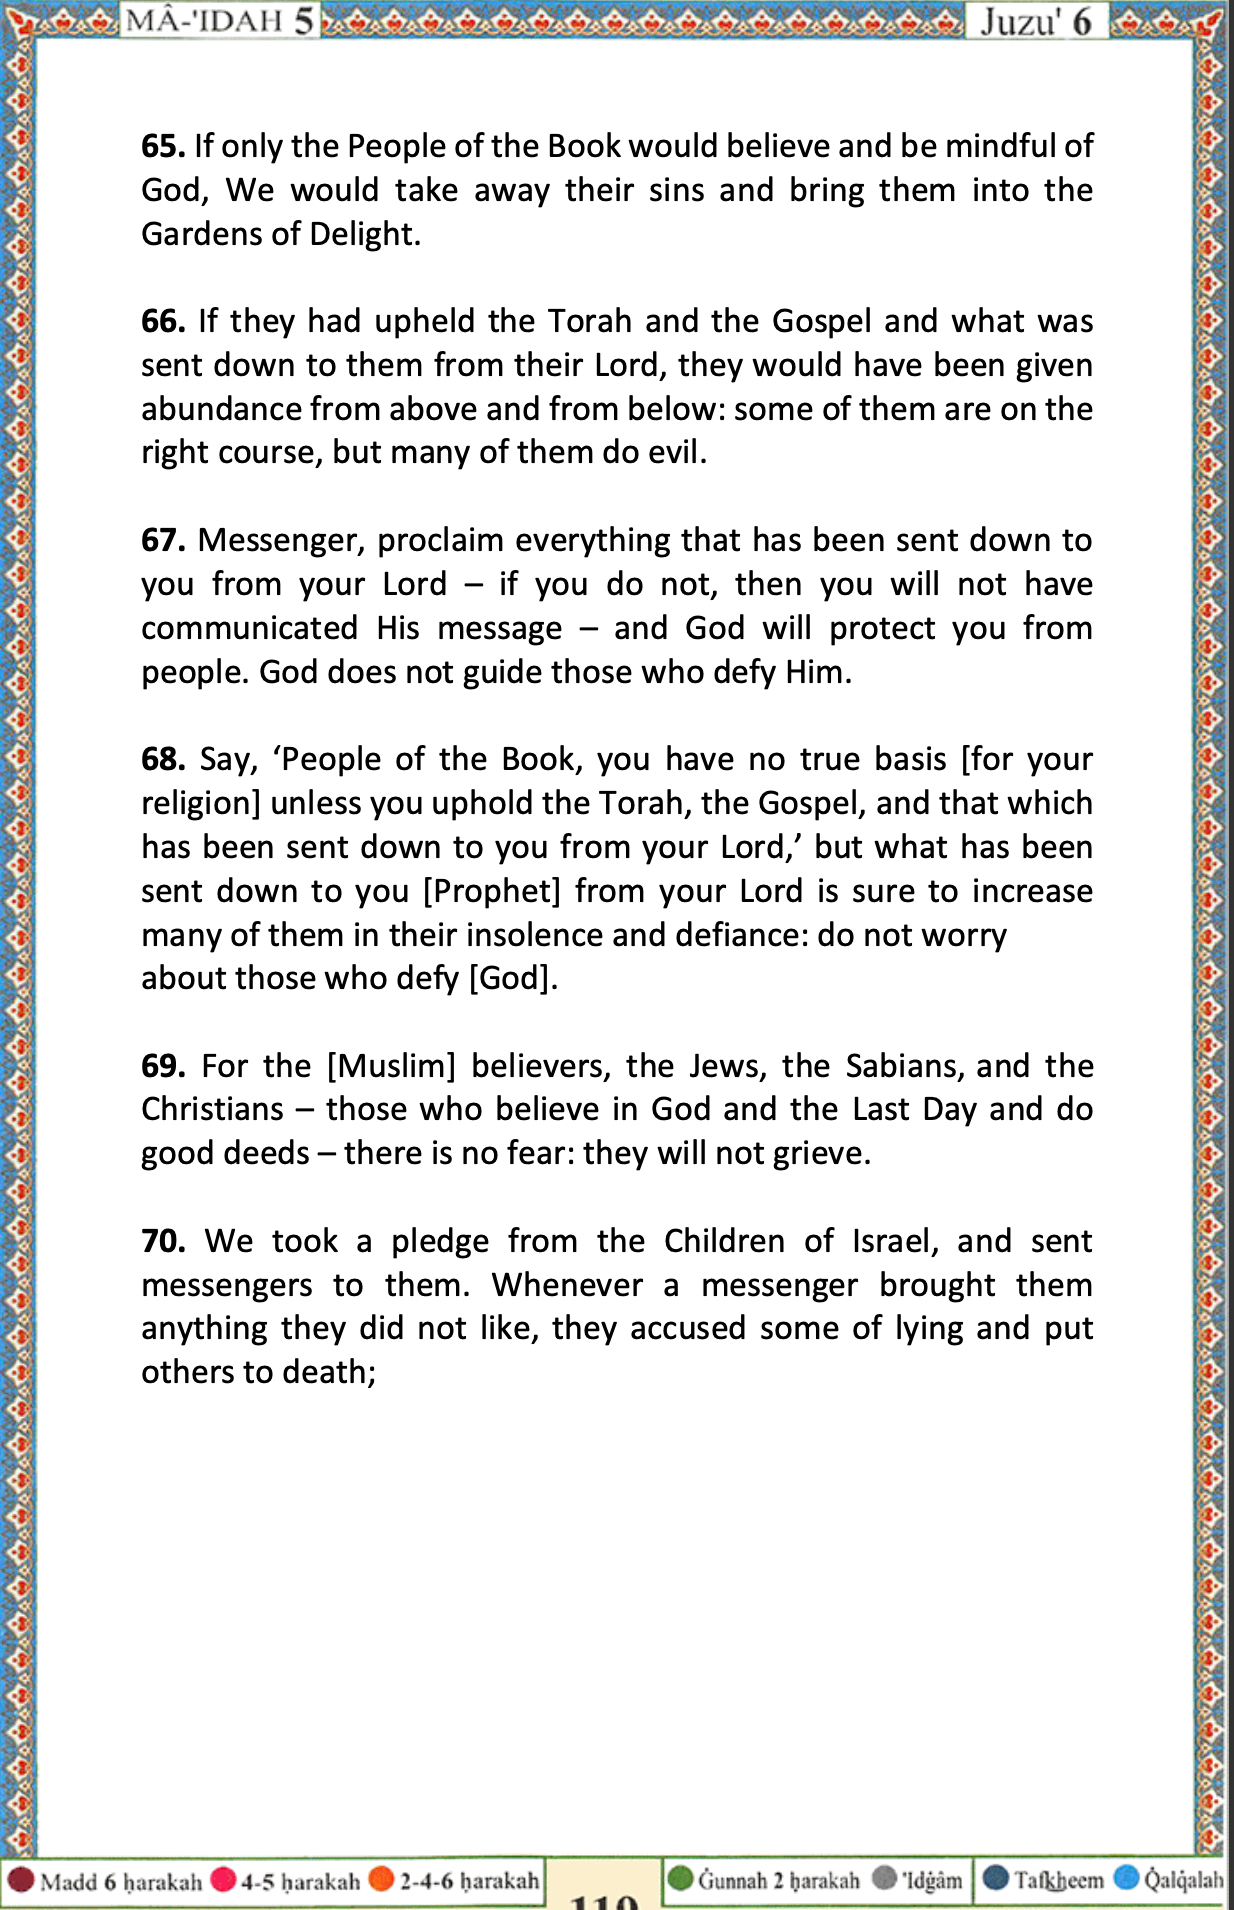 MÂ-'IDAH 5
Juzu' 6
65. If only the People of the Book would believe and be mindful of
God, We would take away their sins and bring them into the
Gardens of Delight.
66. If they had upheld the Torah and the Gospel and what was
sent down to them from their Lord, they would have been given
abundance from above and from below: some of them are on the
right course, but many of them do evil.
67. Messenger, proclaim everything that has been sent down to
you from your Lord – if you do not, then you will not have
communicated His message – and God will protect you from
people. God does not guide those who defy Him.
68. Say, ‘People of the Book, you have no true basis [for your
religion] unless you uphold the Torah, the Gospel, and that which
has been sent down to you from your Lord,’ but what has been
sent down to you [Prophet] from your Lord is sure to increase
many of them in their insolence and defiance: do not worry
about those who defy [God].
69. For the [Muslim] believers, the Jews, the Sabians, and the
Christians – those who believe in God and the Last Day and do
good deeds – there is no fear: they will not grieve.
70. We took a pledge from the Children of Israel, and sent
messengers to them. Whenever a messenger brought them
anything they did not like, they accused some of lying and put
others to death;
Madd 6 ḥarakah 4-5 ḥarakah 2-4-6 ḥarakah
Ġunnah 2 ḥarakah 'Idġâm Tafkheem Q̇alq̇alah